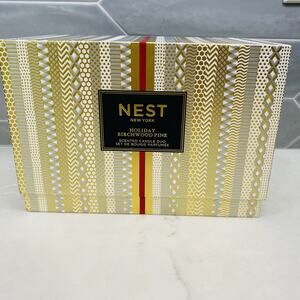 NEST
NEW YORK
HOLIDAY
BIRCHWOOD PINE
SCENTED CANDLE DUO
SET DE BOUGIE PARFUMÉE